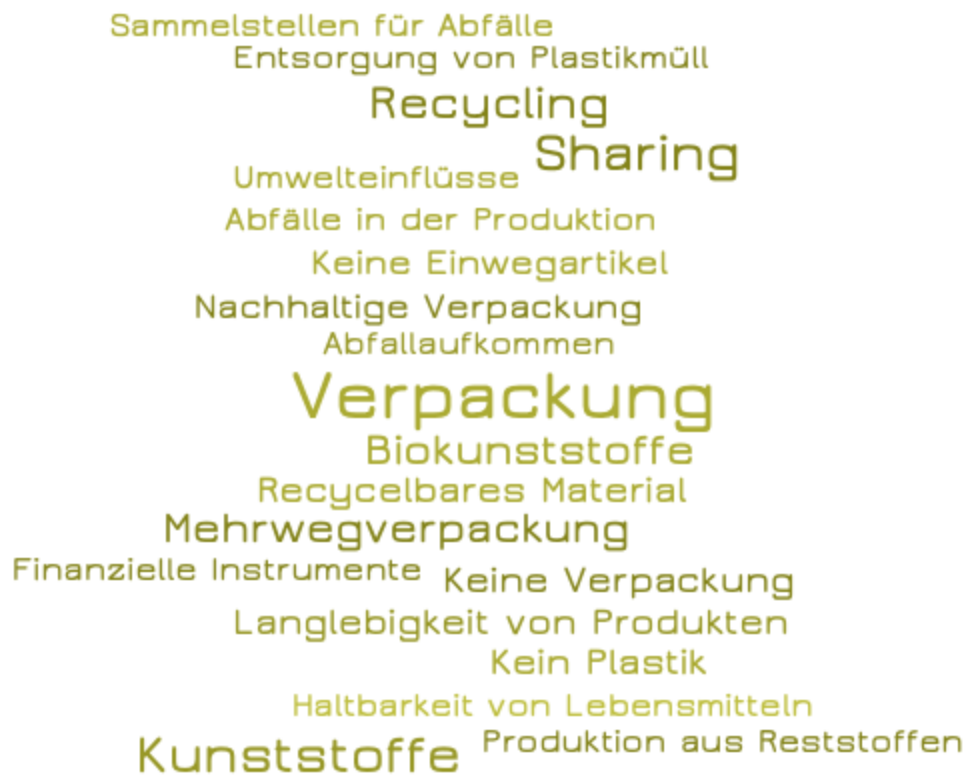 Sammelstellen für Abfälle
Entsorgung von Plastikmüll
Recycling
Sharing
Umwelteinflüsse
Abfälle in der Produktion
Keine Einwegartikel
Nachhaltige Verpackung
Abfallaufkommen
Verpackung
Biokunststoffe
Recycelbares Material
Mehrwegverpackung
Finanzielle Instrumente
Keine Verpackung
Langlebigkeit von Produkten
Kein Plastik
Haltbarkeit von Lebensmitteln
Produktion aus Reststoffen
Kunststoffe